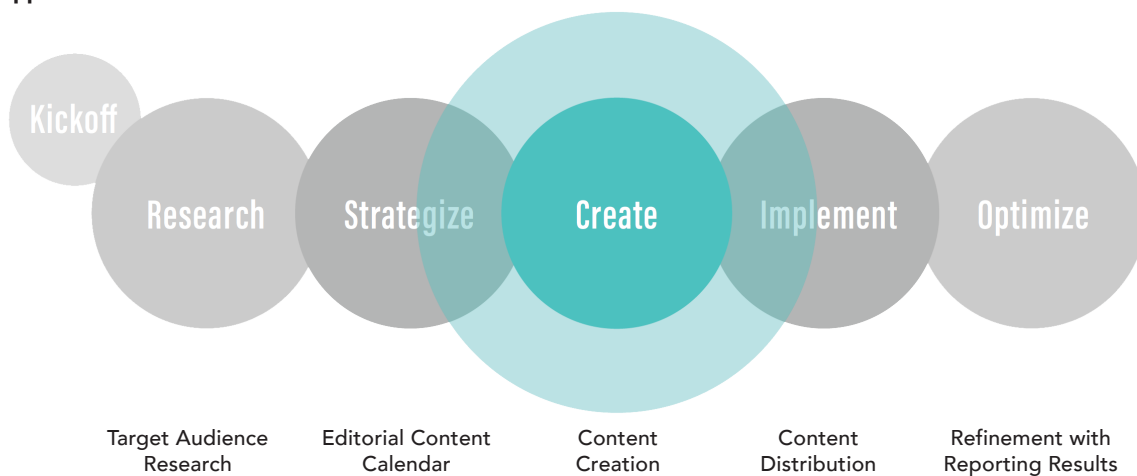 Kickoff
Research
Strategize
Create
Implement
Optimize
Target Audience
Research
Editorial Content
Calendar
Content
Creation
Content
Distribution
Refinement with
Reporting Results